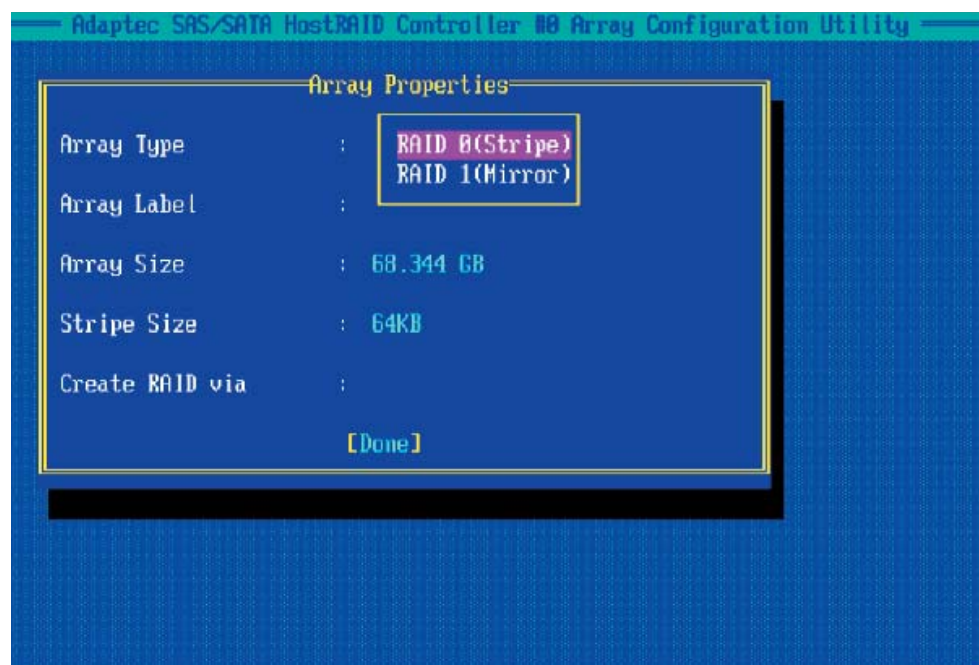 Adaptec SAS/SATA HostRAID Controller #0 Array Configuration Utility
Array Properties
Array Type : RAID 0(Stripe)
RAID 1(Mirror)
Array Label :
Array Size : 68.344 GB
Stripe Size : 64KB
Create RAID via :
[Done]